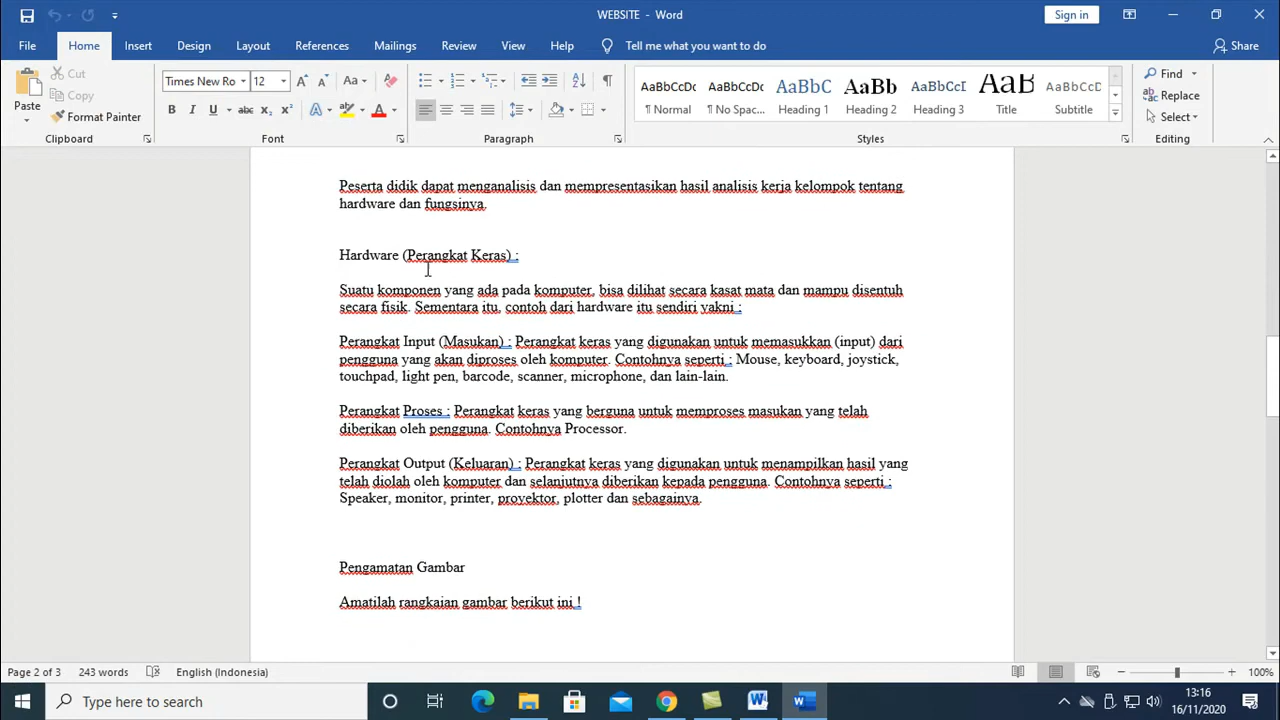 WEBSITE - Word
Sign in
File Home Insert Design Layout References Mailings Review View Help Tell me what you want to do Share
Paste
Cut
Copy
Format Painter
Clipboard
Times New Ro 12
Aa
B I U abc x₂ x² A A
Font
Paragraph
AaBbCcDc AaBbCcDc AaBbC AaBb AaBbCcI AaB AaBbCcD
¶ Normal ¶ No Spac... Heading 1 Heading 2 Heading 3 Title Subtitle
Styles
Find
Replace
Select
Editing
Peserta didik dapat menganalisis dan mempresentasikan hasil analisis kerja kelompok tentang
hardware dan fungsinya.
Hardware (Perangkat Keras) :
Suatu komponen yang ada pada komputer, bisa dilihat secara kasat mata dan mampu disentuh
secara fisik. Sementara itu, contoh dari hardware itu sendiri yakni :
Perangkat Input (Masukan) : Perangkat keras yang digunakan untuk memasukkan (input) dari
pengguna yang akan diproses oleh komputer. Contohnya seperti : Mouse, keyboard, joystick,
touchpad, light pen, barcode, scanner, microphone, dan lain-lain.
Perangkat Proses : Perangkat keras yang berguna untuk memproses masukan yang telah
diberikan oleh pengguna. Contohnya Processor.
Perangkat Output (Keluaran) : Perangkat keras yang digunakan untuk menampilkan hasil yang
telah diolah oleh komputer dan selanjutnya diberikan kepada pengguna. Contohnya seperti :
Speaker, monitor, printer, proyektor, plotter dan sebagainya.
Pengamatan Gambar
Amatilah rangkaian gambar berikut ini !
Page 2 of 3 243 words English (Indonesia) 100%
Type here to search
13:16
16/11/2020